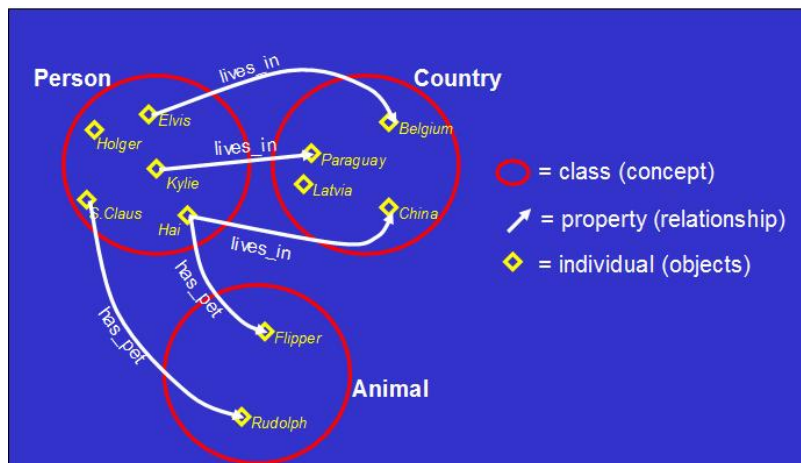 Person
lives_in
Country
Elvis
Holger
Belgium
lives_in
Paraguay
Kylie
Latvia
= class (concept)
S.Claus
Hai
China
= property (relationship)
lives_in
has_pet
= individual (objects)
has_pet
Flipper
Animal
Rudolph